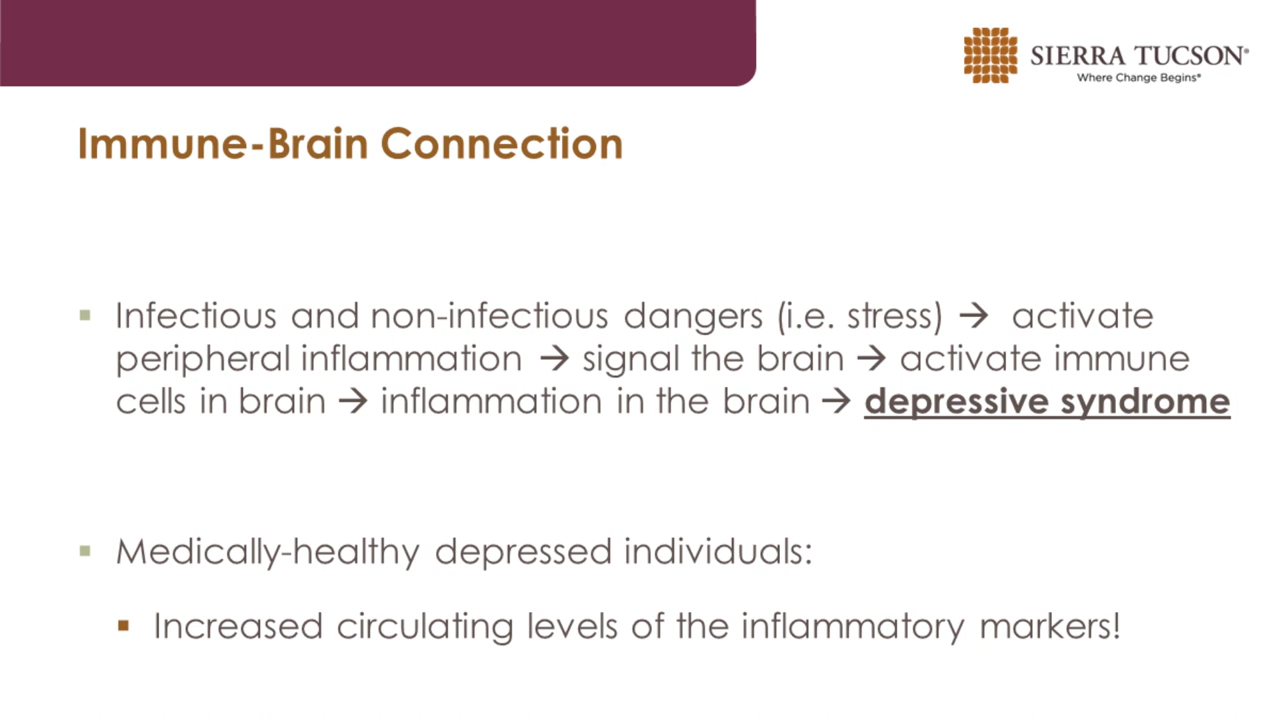 SIERRA TUCSON®
Where Change Begins®
Immune-Brain Connection
▪ Infectious and non-infectious dangers (i.e. stress) → activate
peripheral inflammation → signal the brain → activate immune
cells in brain → inflammation in the brain → depressive syndrome
▪ Medically-healthy depressed individuals:
▪ Increased circulating levels of the inflammatory markers!